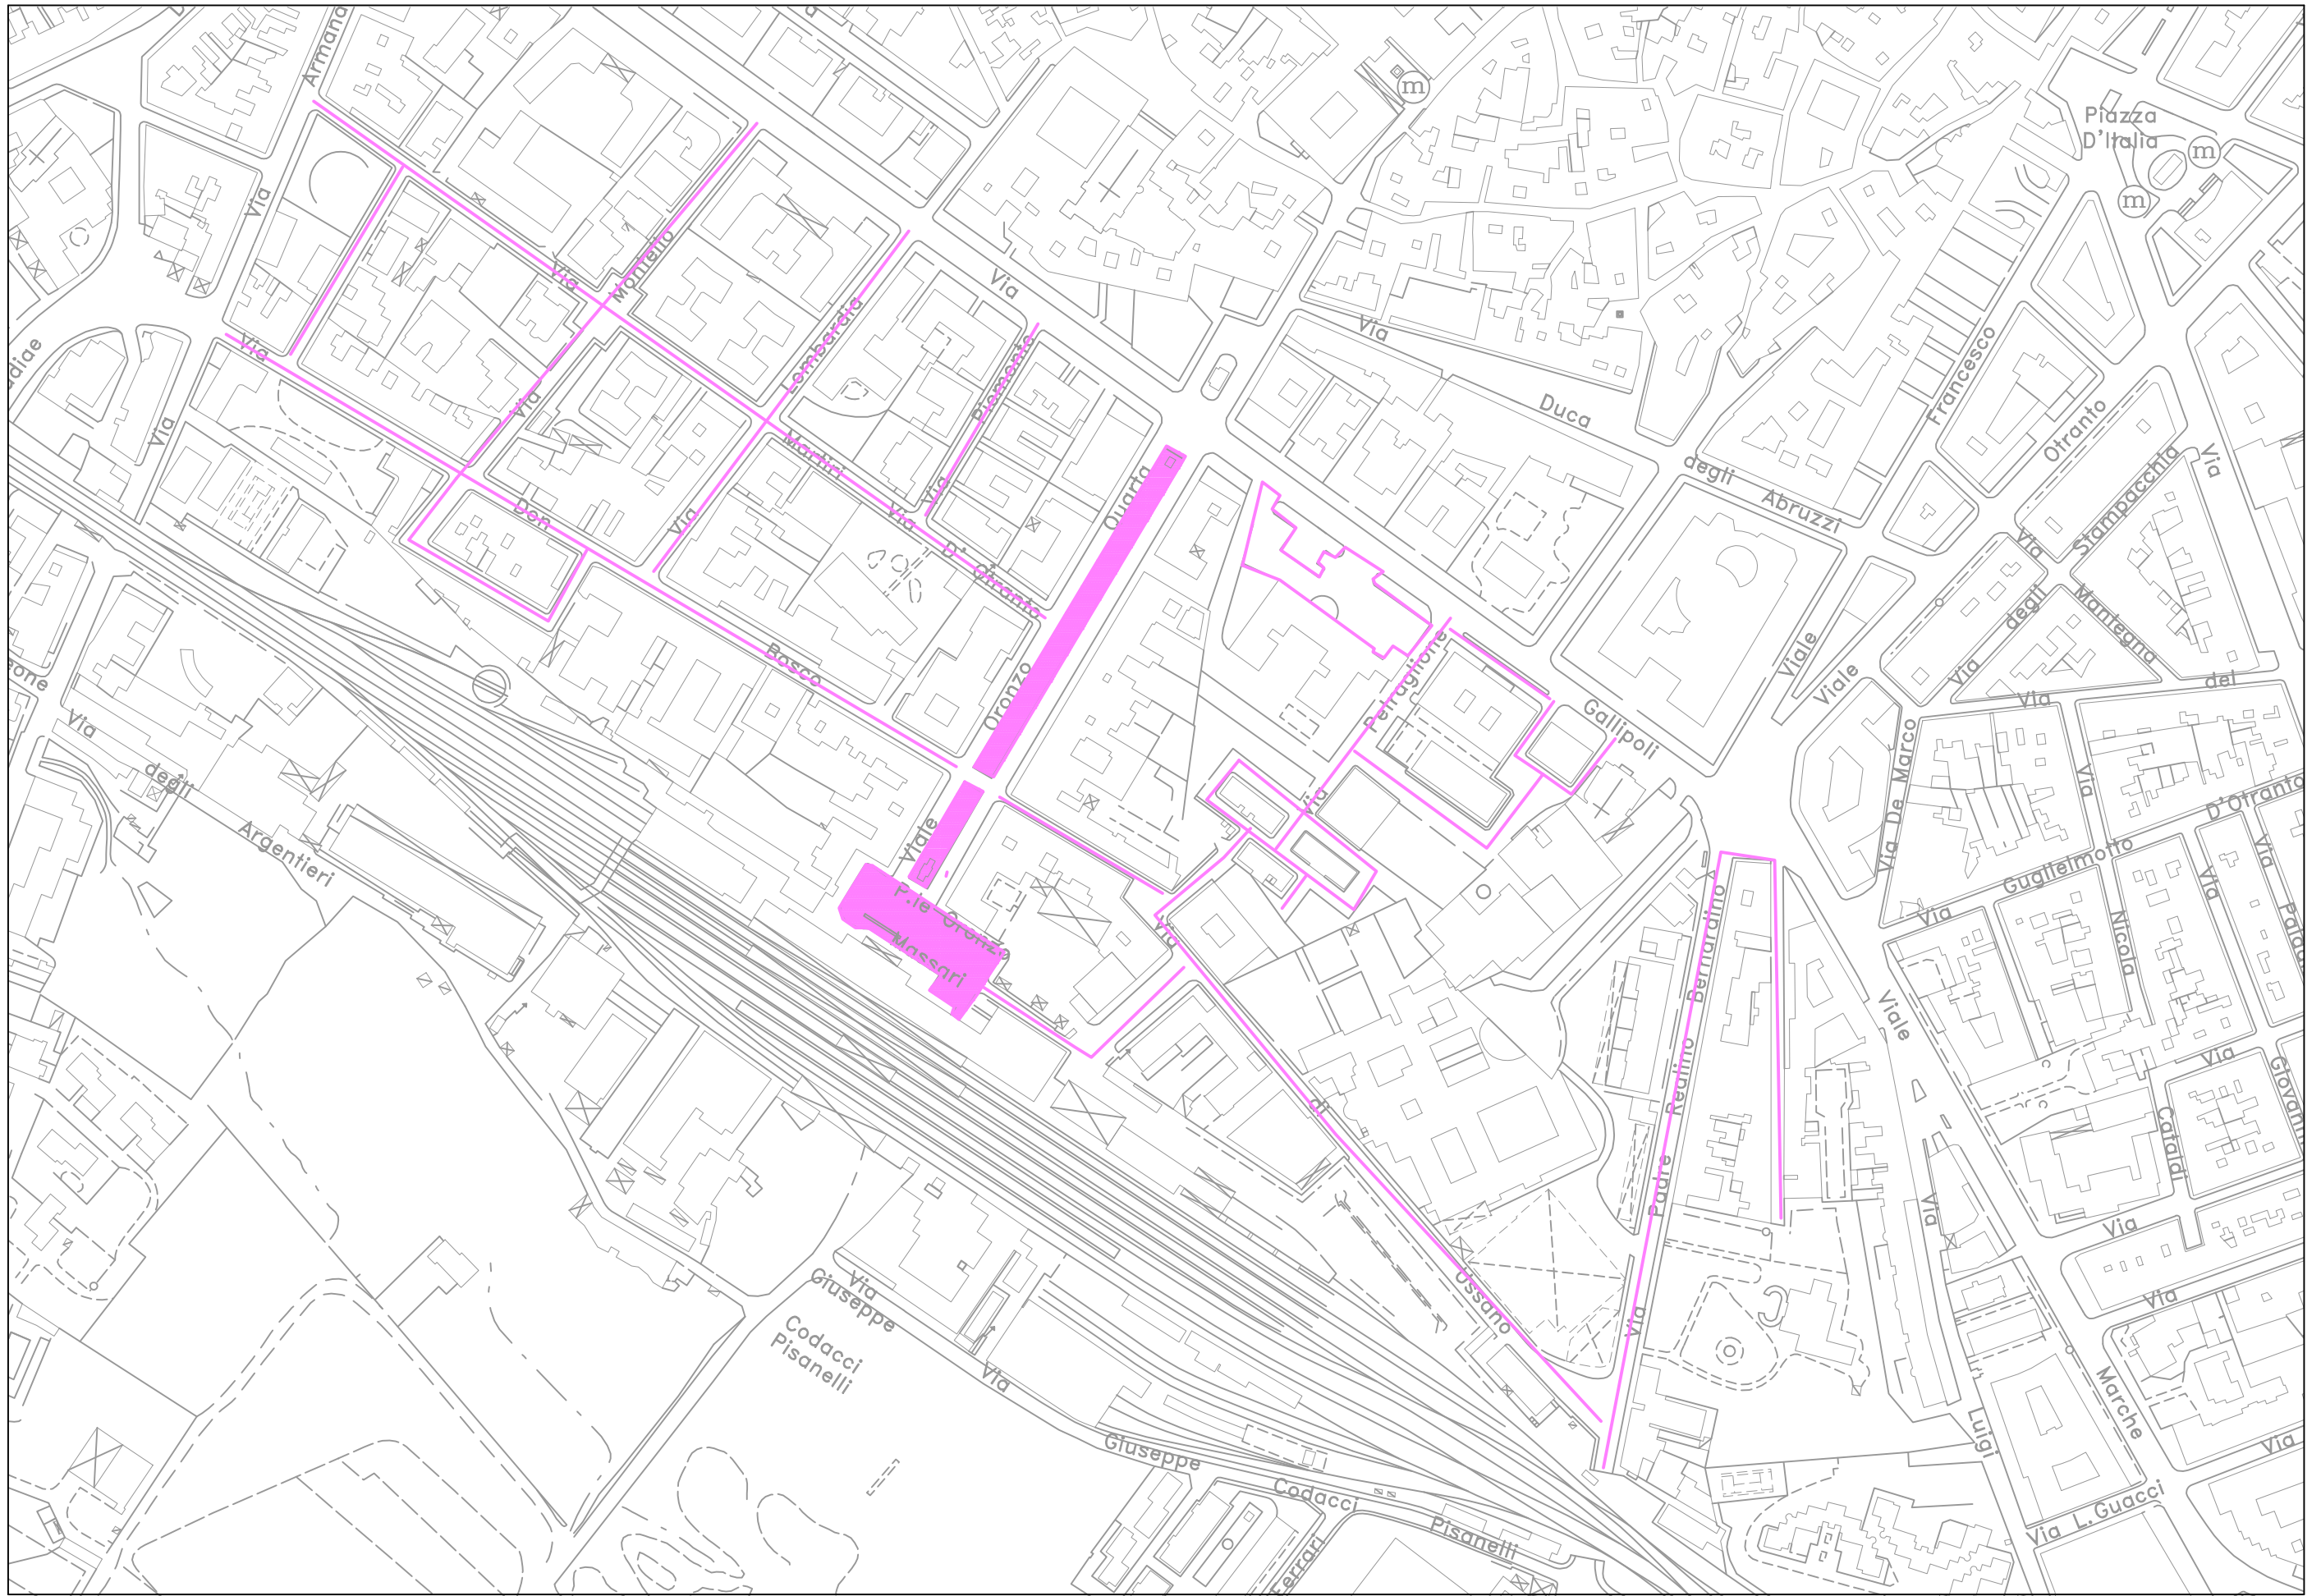 Armana
Via
m
Piazza
D'Italia
m
m
Via
Montello
Via
Lombardia
Via
Piemonte
Via
Via
Duca
degli
Abruzzi
Francesco
Otranto
Stampacchia
Via
Via
Via
Via
Martiri
Via
D'
Otranto
Quarta
Oronzo
Viale
Don
Bosco
Via
Via
degli
Mantegna
Via
del
Viale
Viale
Via
Pietraglione
Gallipoli
Via De Marco
Via
D'Otranto
Guglielmotto
Via
Via
Via
Nicola
Via
degli
Argentieri
P.le Oronzo
Massari
Via
di
Ussano
Via
Padre
Realino
Bernardino
Viale
Via
Cataldi
Via
Via
Via
Marche
Luigi
Via
Via L.Guacci
Via
Giuseppe
Codacci
Pisanelli
Via
Giuseppe
Codacci
Pisanelli
Ferrari